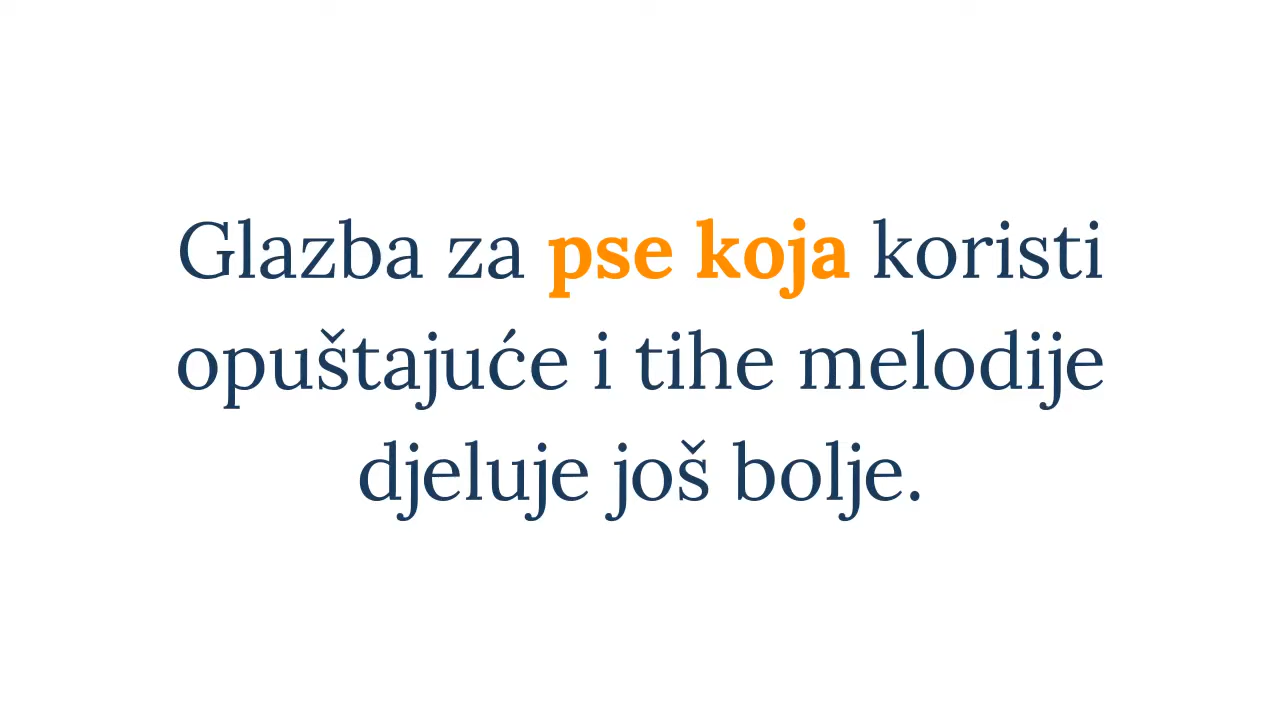 Glazba za pse koja koristi
opuštajuće i tihe melodije
djeluje još bolje.